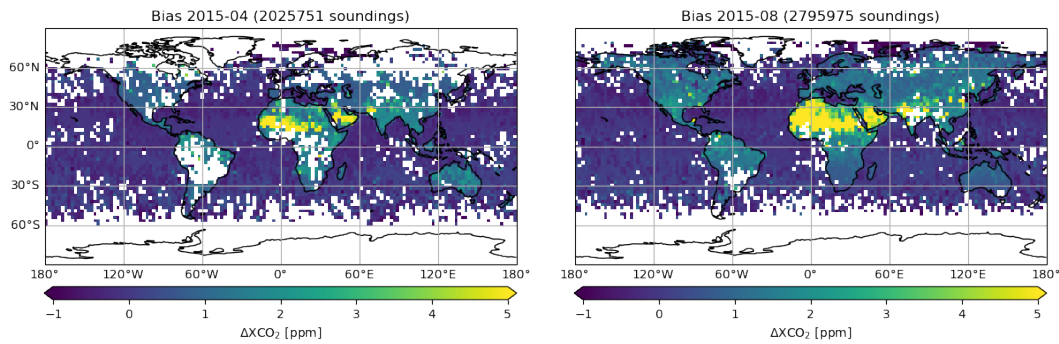 Bias 2015-04 (2025751 soundings)
60°N
30°N
0°
30°S
60°S
180° 120°W 60°W 0° 60°E 120°E 180°
−1 0 1 2 3 4 5
ΔXCO₂ [ppm]
Bias 2015-08 (2795975 soundings)
180° 120°W 60°W 0° 60°E 120°E 180°
−1 0 1 2 3 4 5
ΔXCO₂ [ppm]